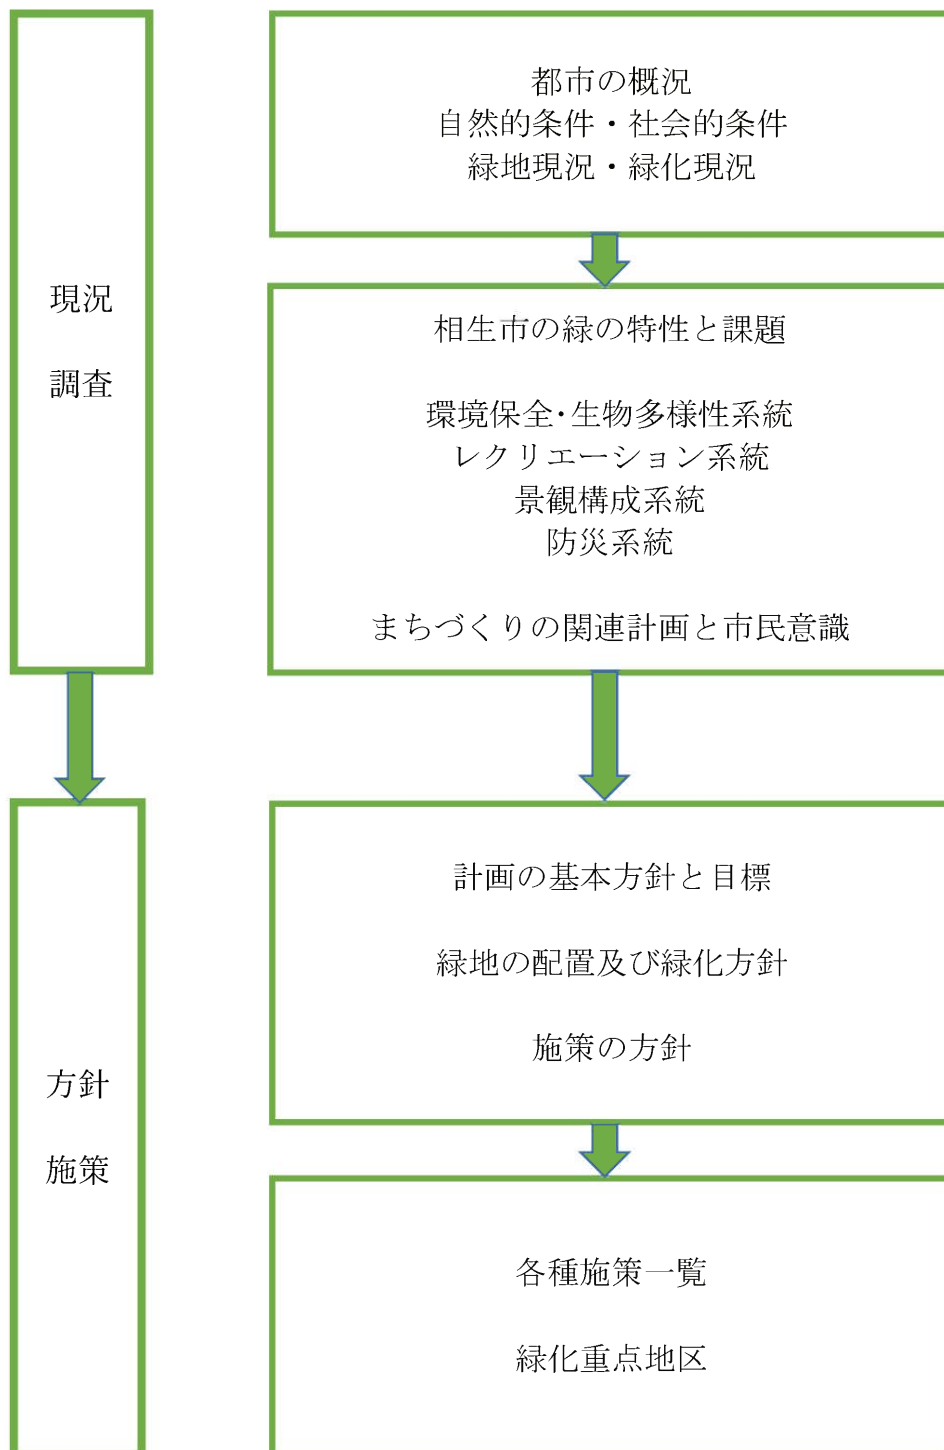 現況
調査
都市の概況
自然的条件・社会的条件
緑地現況・緑化現況
相生市の緑の特性と課題
環境保全・生物多様性系統
レクリエーション系統
景観構成系統
防災系統
まちづくりの関連計画と市民意識
方針
施策
計画の基本方針と目標
緑地の配置及び緑化方針
施策の方針
各種施策一覧
緑化重点地区